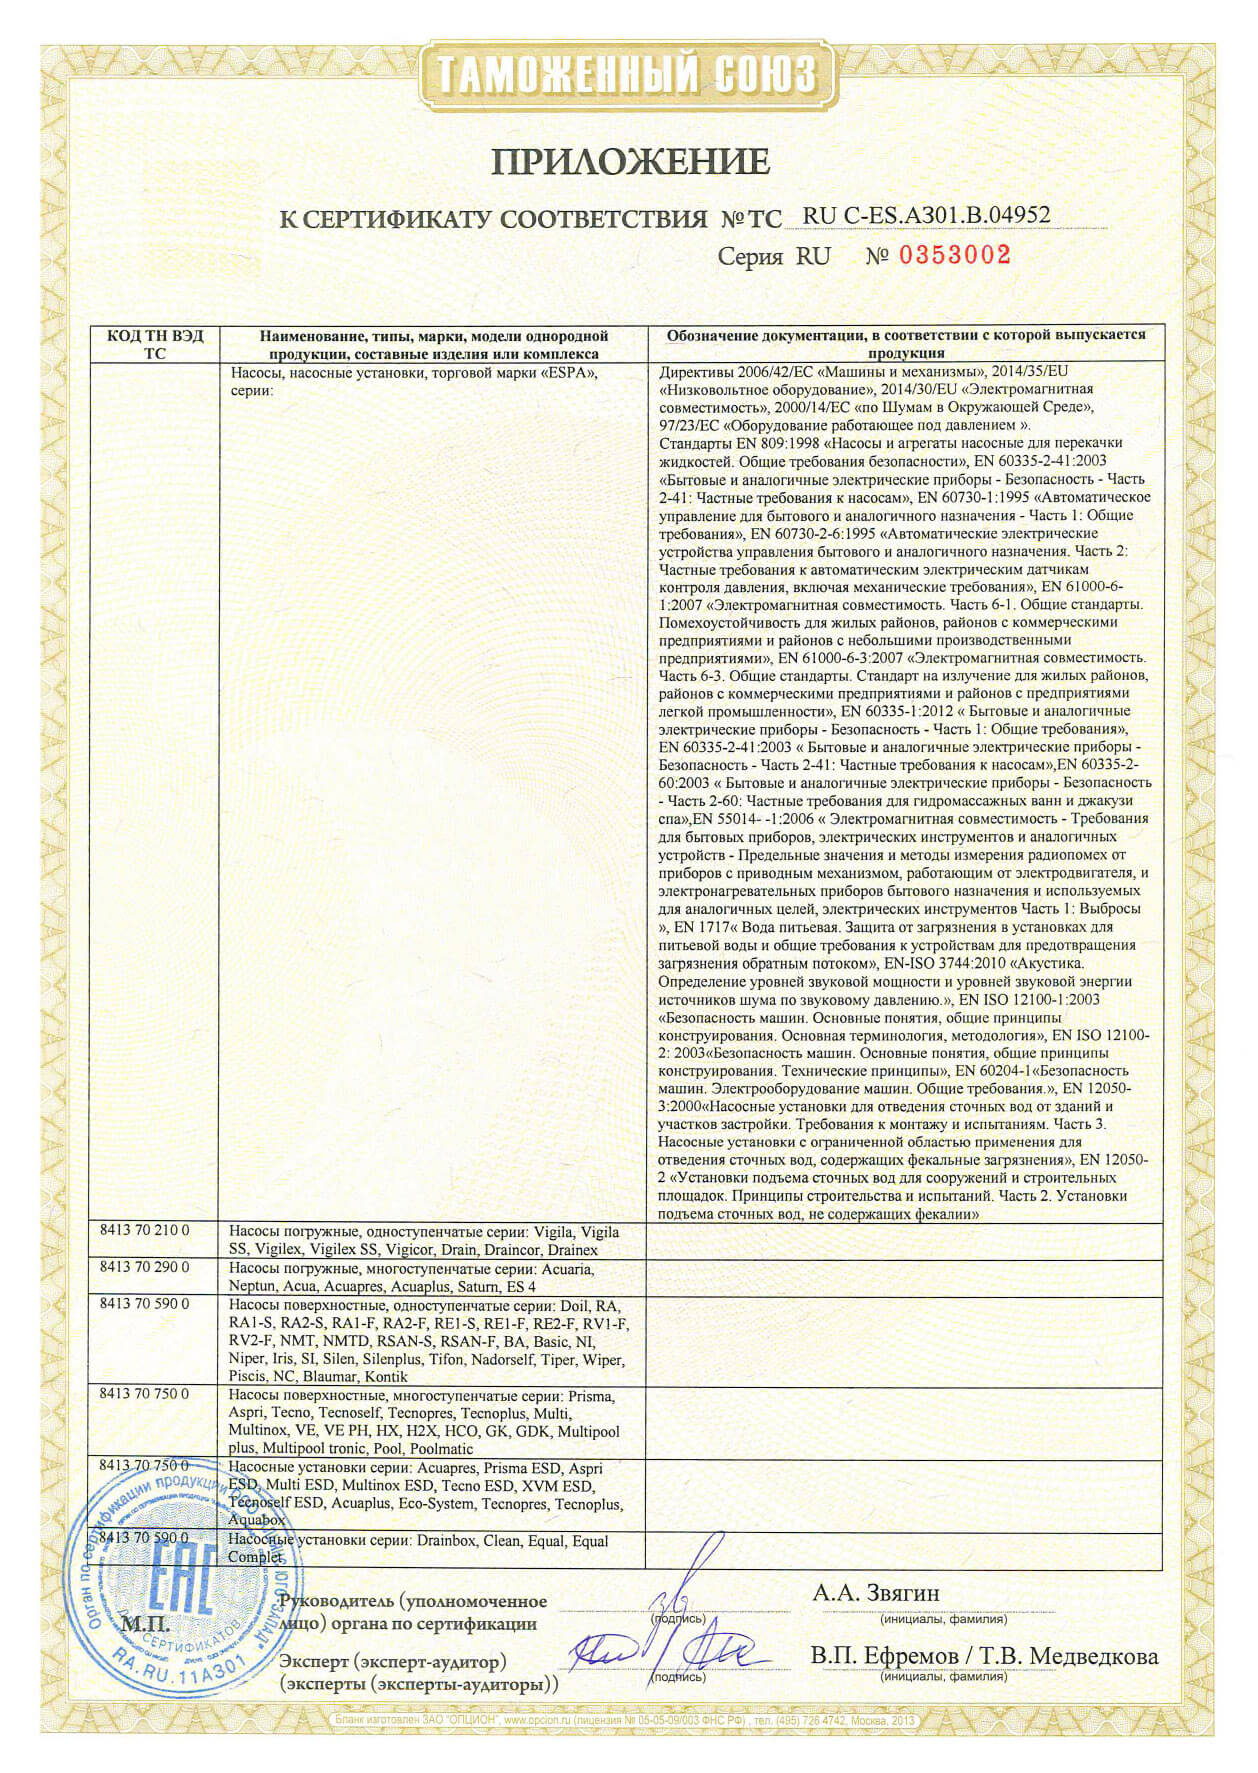 ТАМОЖЕННЫЙ СОЮЗ
ПРИЛОЖЕНИЕ
К СЕРТИФИКАТУ СООТВЕТСТВИЯ №ТС RU С-ES.АЗ01.В.04952
Серия RU № 0353002
КОД ТН ВЭД
ТС
Наименование, типы, марки, модели однородной
продукции, составные изделия или комплекса
Обозначение документации, в соответствии с которой выпускается
продукция
Насосы, насосные установки, торговой марки «ESPA»,
серии:
Директивы 2006/42/ЕС «Машины и механизмы», 2014/35/EU
«Низковольтное оборудование», 2014/30/EU «Электромагнитная
совместимость», 2000/14/ЕС «по Шумам в Окружающей Среде»,
97/23/ЕС «Оборудование работающее под давлением ».
Стандарты EN 809:1998 «Насосы и агрегаты насосные для перекачки
жидкостей. Общие требования безопасности», EN 60335-2-41:2003
«Бытовые и аналогичные электрические приборы - Безопасность - Часть
2-41: Частные требования к насосам», EN 60730-1:1995 «Автоматическое
управление для бытового и аналогичного назначения - Часть 1: Общие
требования», EN 60730-2-6:1995 «Автоматические электрические
устройства управления бытового и аналогичного назначения. Часть 2:
Частные требования к автоматическим электрическим датчикам
контроля давления, включая механические требования», EN 61000-6-
1:2007 «Электромагнитная совместимость. Часть 6-1. Общие стандарты.
Помехоустойчивость для жилых районов, районов с коммерческими
предприятиями и районов с небольшими производственными
предприятиями», EN 61000-6-3:2007 «Электромагнитная совместимость.
Часть 6-3. Общие стандарты. Стандарт на излучение для жилых районов,
районов с коммерческими предприятиями и районов с предприятиями
легкой промышленности», EN 60335-1:2012 « Бытовые и аналогичные
электрические приборы - Безопасность - Часть 1: Общие требования»,
EN 60335-2-41:2003 « Бытовые и аналогичные электрические приборы -
Безопасность - Часть 2-41: Частные требования к насосам»,EN 60335-2-
60:2003 « Бытовые и аналогичные электрические приборы - Безопасность
- Часть 2-60: Частные требования для гидромассажных ванн и джакузи
спа»,EN 55014- -1:2006 « Электромагнитная совместимость - Требования
для бытовых приборов, электрических инструментов и аналогичных
устройств - Предельные значения и методы измерения радиопомех от
приборов с приводным механизмом, работающим от электродвигателя, и
электронагревательных приборов бытового назначения и используемых
для аналогичных целей, электрических инструментов Часть 1: Выбросы
», EN 1717« Вода питьевая. Защита от загрязнения в установках для
питьевой воды и общие требования к устройствам для предотвращения
загрязнения обратным потоком», EN-ISO 3744:2010 «Акустика.
Определение уровней звуковой мощности и уровней звуковой энергии
источников шума по звуковому давлению.», EN ISO 12100-1:2003
«Безопасность машин. Основные понятия, общие принципы
конструирования. Основная терминология, методология», EN ISO 12100-
2: 2003«Безопасность машин. Основные понятия, общие принципы
конструирования. Технические принципы», EN 60204-1«Безопасность
машин. Электрооборудование машин. Общие требования.», EN 12050-
3:2000«Насосные установки для отведения сточных вод от зданий и
участков застройки. Требования к монтажу и испытаниям. Часть 3.
Насосные установки с ограниченной областью применения для
отведения сточных вод, содержащих фекальные загрязнения», EN 12050-
2 «Установки подъема сточных вод для сооружений и строительных
площадок. Принципы строительства и испытаний. Часть 2. Установки
подъема сточных вод, не содержащих фекалии»
8413 70 210 0
Насосы погружные, одноступенчатые серии: Vigila, Vigila
SS, Vigilex, Vigilex SS, Vigicor, Drain, Draincor, Drainex
8413 70 290 0
Насосы погружные, многоступенчатые серии: Acuaria,
Neptun, Acua, Acuapres, Acuaplus, Saturn, ES 4
8413 70 590 0
Насосы поверхностные, одноступенчатые серии: Doil, RA,
RA1-S, RA2-S, RA1-F, RA2-F, RE1-S, RE1-F, RE2-F, RV1-F,
RV2-F, NMT, NMTD, RSAN-S, RSAN-F, BA, Basic, NI,
Niper, Iris, SI, Silen, Silenplus, Tifon, Nadorself, Tiper, Wiper,
Piscis, NC, Blaumar, Kontik
8413 70 750 0
Насосы поверхностные, многоступенчатые серии: Prisma,
Aspri, Tecno, Tecnoself, Tecnopres, Tecnoplus, Multi,
Multinox, VE, VE PH, HX, H2X, HCO, GK, GDK, Multipool
plus, Multipool tronic, Pool, Poolmatic
8413 70 750 0
Насосные установки серии: Acuapres, Prisma ESD, Aspri
ESD, Multi ESD, Multinox ESD, Tecno ESD, XVM ESD,
Tecnoself ESD, Acuaplus, Eco-System, Tecnopres, Tecnoplus,
Aquabox
8413 70 590 0
Насосные установки серии: Drainbox, Clean, Equal, Equal
Complet
Орган по сертификации продукции ООО
ЮГО-ЗАПАД"
ЕАС
ДЛЯ СЕРТИФИКАТОВ
RA.RU.11АЗ01
М.П.
Руководитель (уполномоченное
лицо) органа по сертификации
(подпись)
А.А. Звягин
(инициалы, фамилия)
Эксперт (эксперт-аудитор)
(эксперты (эксперты-аудиторы))
(подпись)
В.П. Ефремов / Т.В. Медведкова
(инициалы, фамилия)
Бланк изготовлен ЗАО "ОПЦИОН", www.opcion.ru (лицензия № 05-05-09/003 ФНС РФ) , тел. (495) 726 4742, Москва, 2013